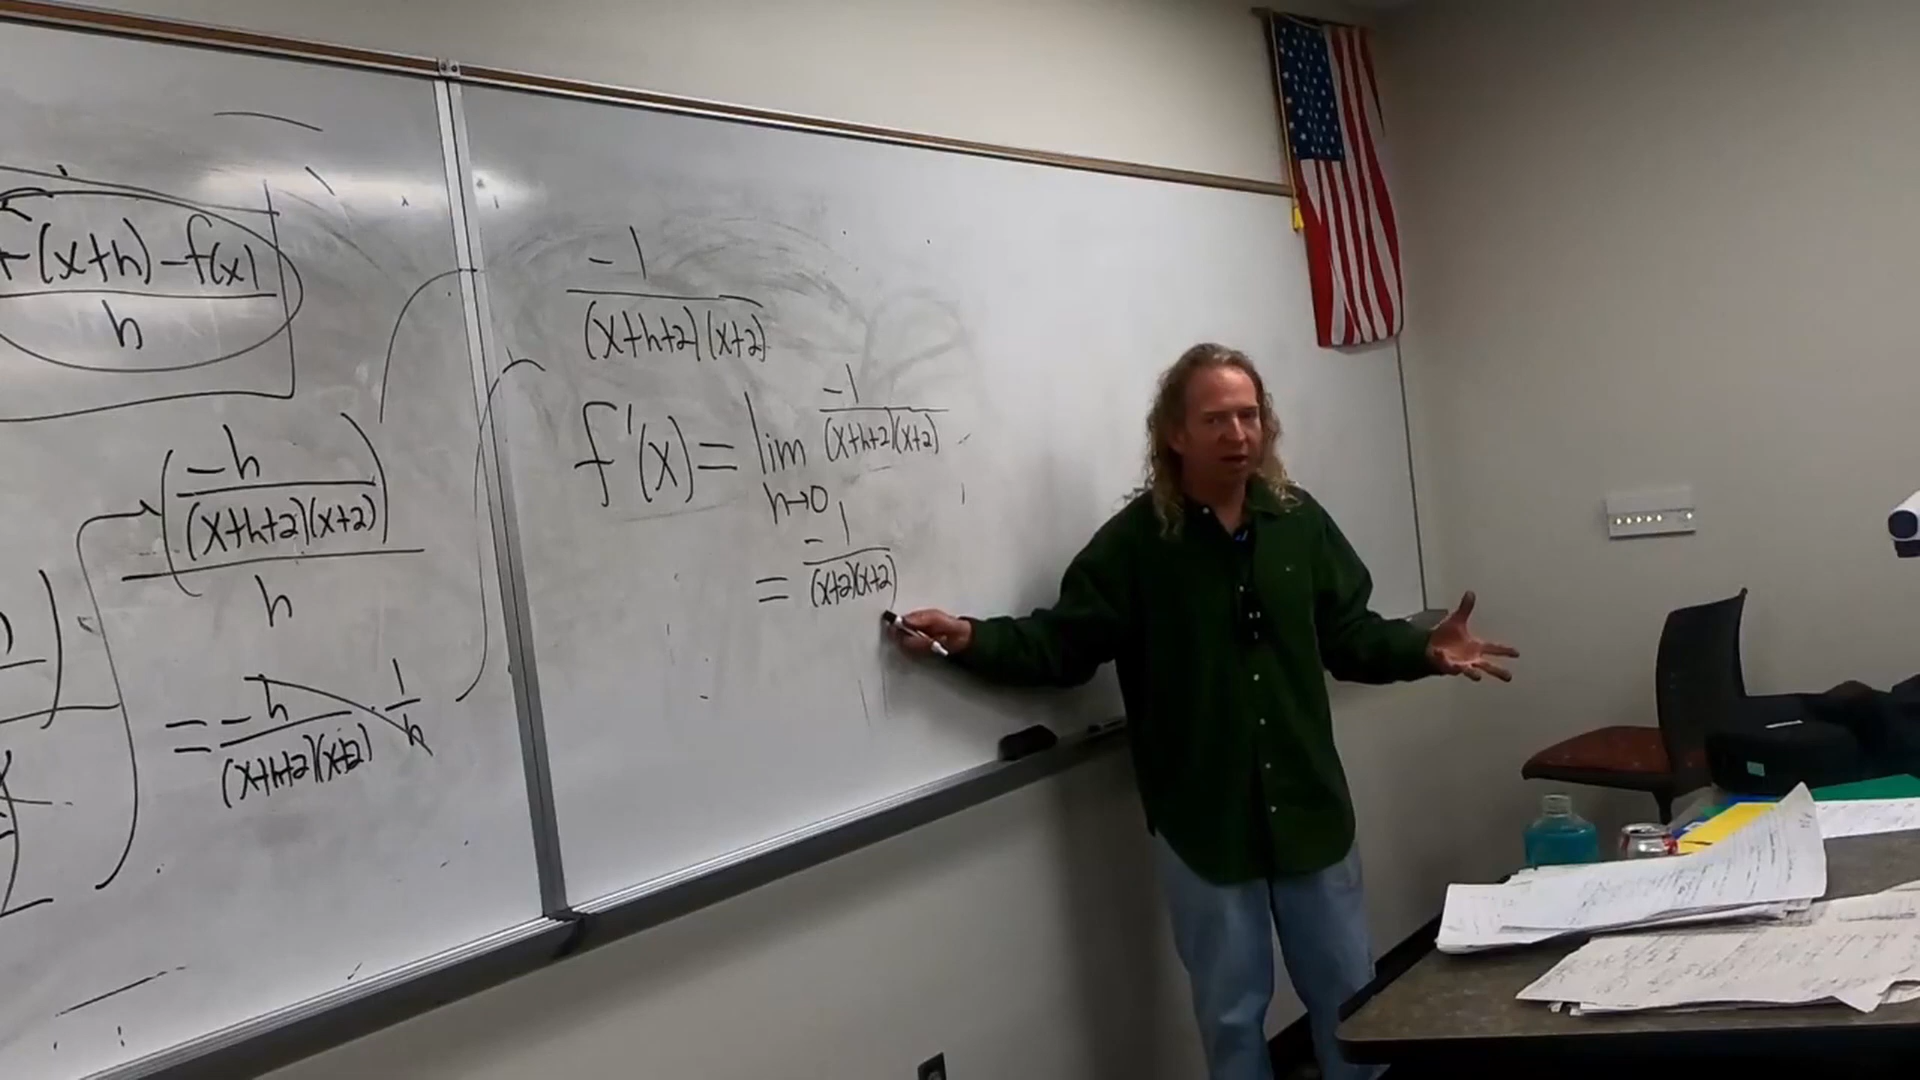 f(x+h)-f(x)
h
(-h
(x+h+2)(x+2))
h
= -h · 1
(x+h+2)(x+2) h
-1
(x+h+2)(x+2)
f'(x) = lim -1
h→0 (x+h+2)(x+2)
= -1
(x+2)(x+2)